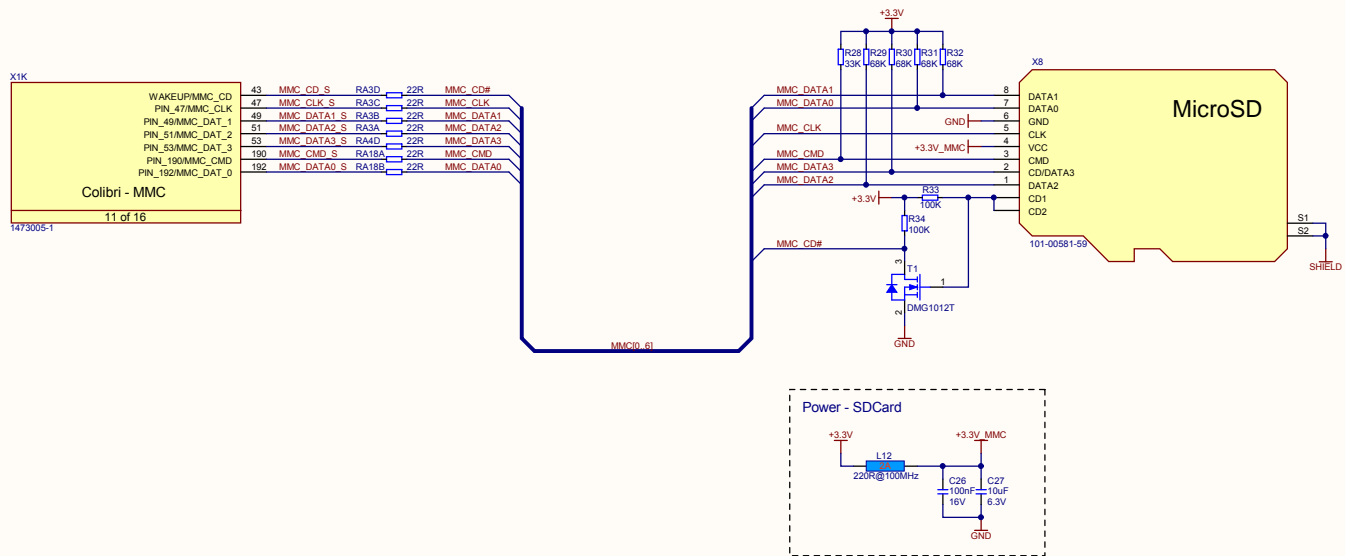 X1K
WAKEUP/MMC_CD 43 MMC_CD_S RA3D 22R MMC_CD#
PIN_47/MMC_CLK 47 MMC_CLK_S RA3C 22R MMC_CLK
PIN_49/MMC_DAT_1 49 MMC_DATA1_S RA3B 22R MMC_DATA1
PIN_51/MMC_DAT_2 51 MMC_DATA2_S RA3A 22R MMC_DATA2
PIN_53/MMC_DAT_3 53 MMC_DATA3_S RA4D 22R MMC_DATA3
PIN_190/MMC_CMD 190 MMC_CMD_S RA18A 22R MMC_CMD
PIN_192/MMC_DAT_0 192 MMC_DATA0_S RA18B 22R MMC_DATA0
Colibri - MMC
11 of 16
1473005-1
MMC[0..6]
+3.3V
R28 R29 R30 R31 R32
33K 68K 68K 68K 68K
X8
MicroSD
MMC_DATA1 8 DATA1
MMC_DATA0 7 DATA0
GND 6 GND
MMC_CLK 5 CLK
+3.3V_MMC 4 VCC
MMC_CMD 3 CMD
MMC_DATA3 2 CD/DATA3
MMC_DATA2 1 DATA2
+3.3V R33 CD1
100K
CD2
R34
100K
S1
S2
101-00581-59
SHIELD
MMC_CD#
3 T1
1
2 DMG1012T
GND
Power - SDCard
+3.3V +3.3V_MMC
L12
2A
220R@100MHz
C26 C27
100nF 10uF
16V 6.3V
GND